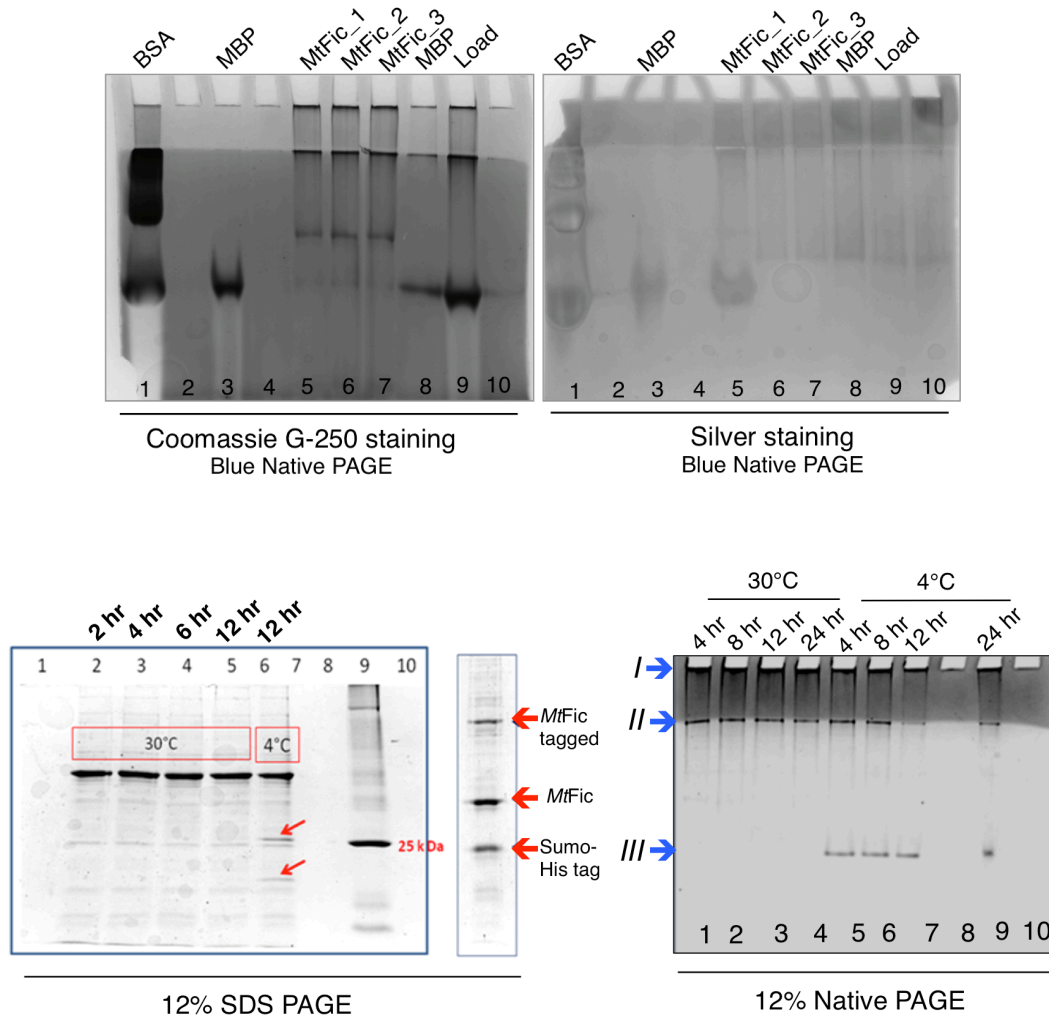 BSA MBP MtFic_1 MtFic_2 MtFic_3 MBP Load
1 2 3 4 5 6 7 8 9 10
Coomassie G-250 staining
Blue Native PAGE
BSA MBP MtFic_1 MtFic_2 MtFic_3 MBP Load
1 2 3 4 5 6 7 8 9 10
Silver staining
Blue Native PAGE
2 hr 4 hr 6 hr 12 hr 12 hr
1 2 3 4 5 6 7 8 9 10
30°C 4°C
25 kDa
MtFic
tagged
MtFic
Sumo-
His tag
12% SDS PAGE
30°C 4°C
4 hr 8 hr 12 hr 24 hr 4 hr 8 hr 12 hr 24 hr
I
II
III
1 2 3 4 5 6 7 8 9 10
12% Native PAGE